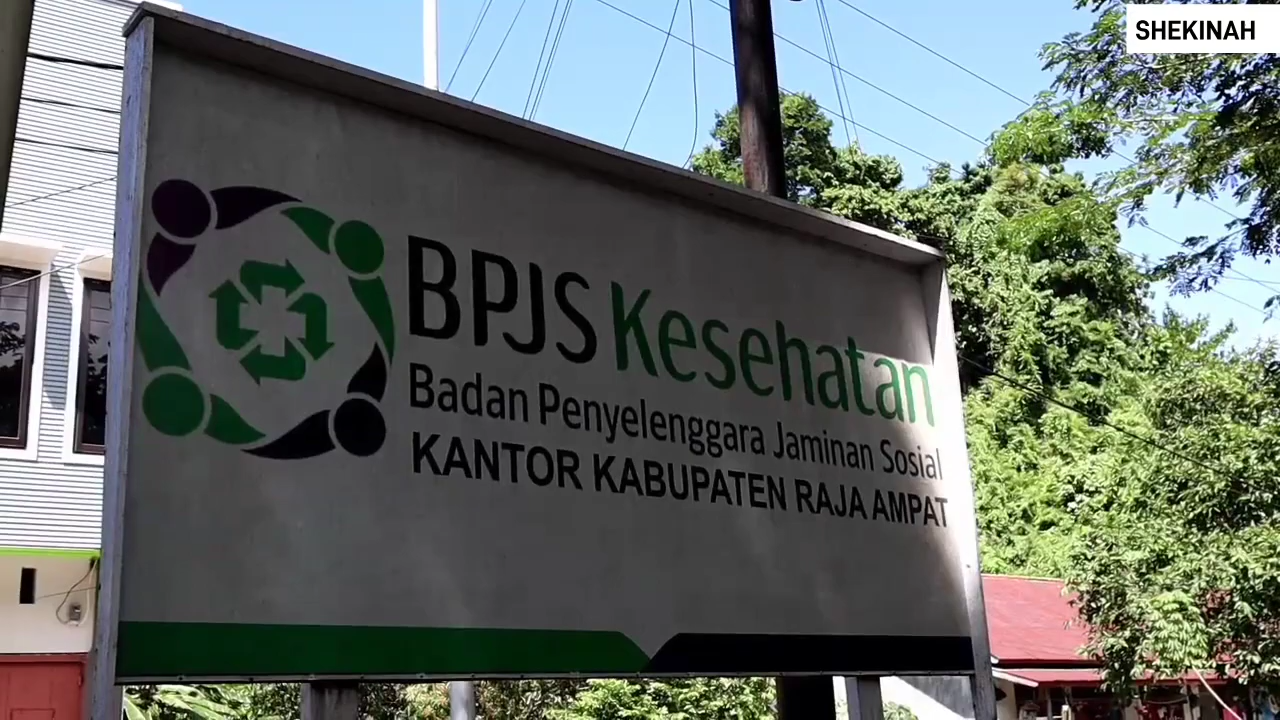 SHEKINAH
BPJS Kesehatan
Badan Penyelenggara Jaminan Sosial
KANTOR KABUPATEN RAJA AMPAT